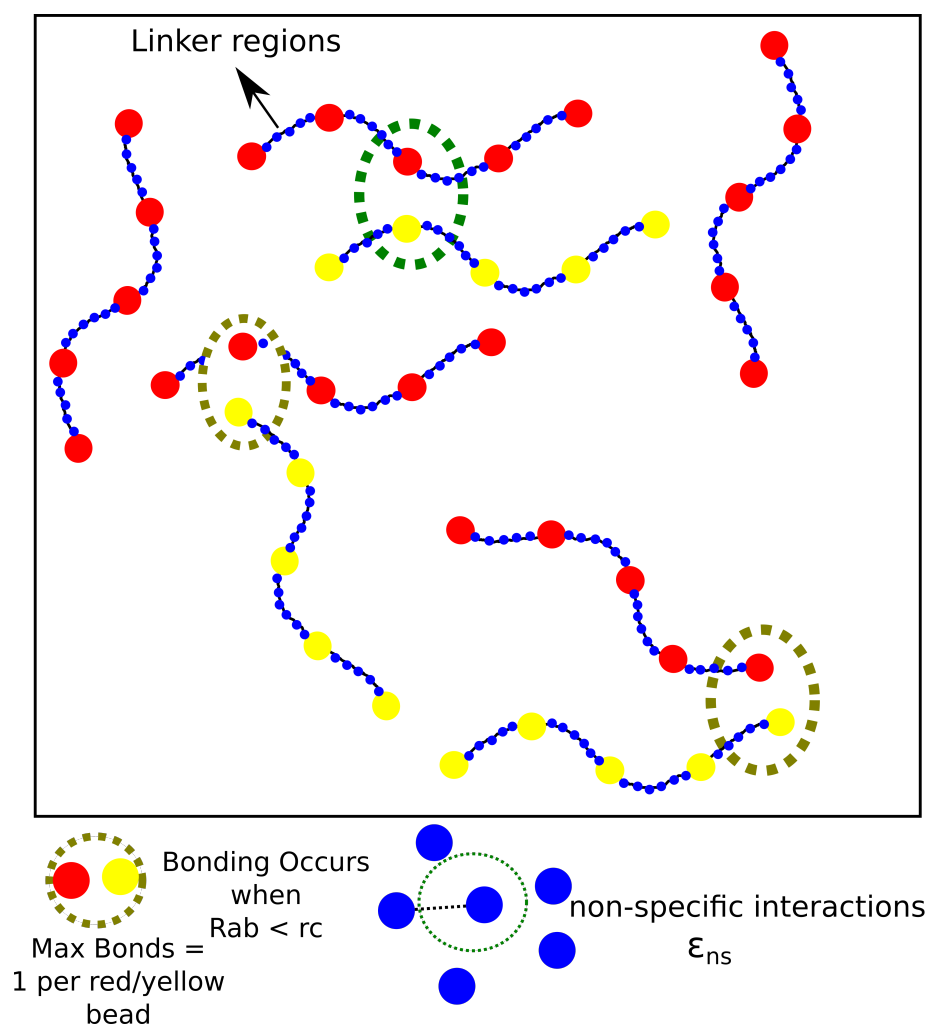 Linker regions
Bonding Occurs
when
Rab < rc
Max Bonds =
1 per red/yellow
bead
non-specific interactions
εns